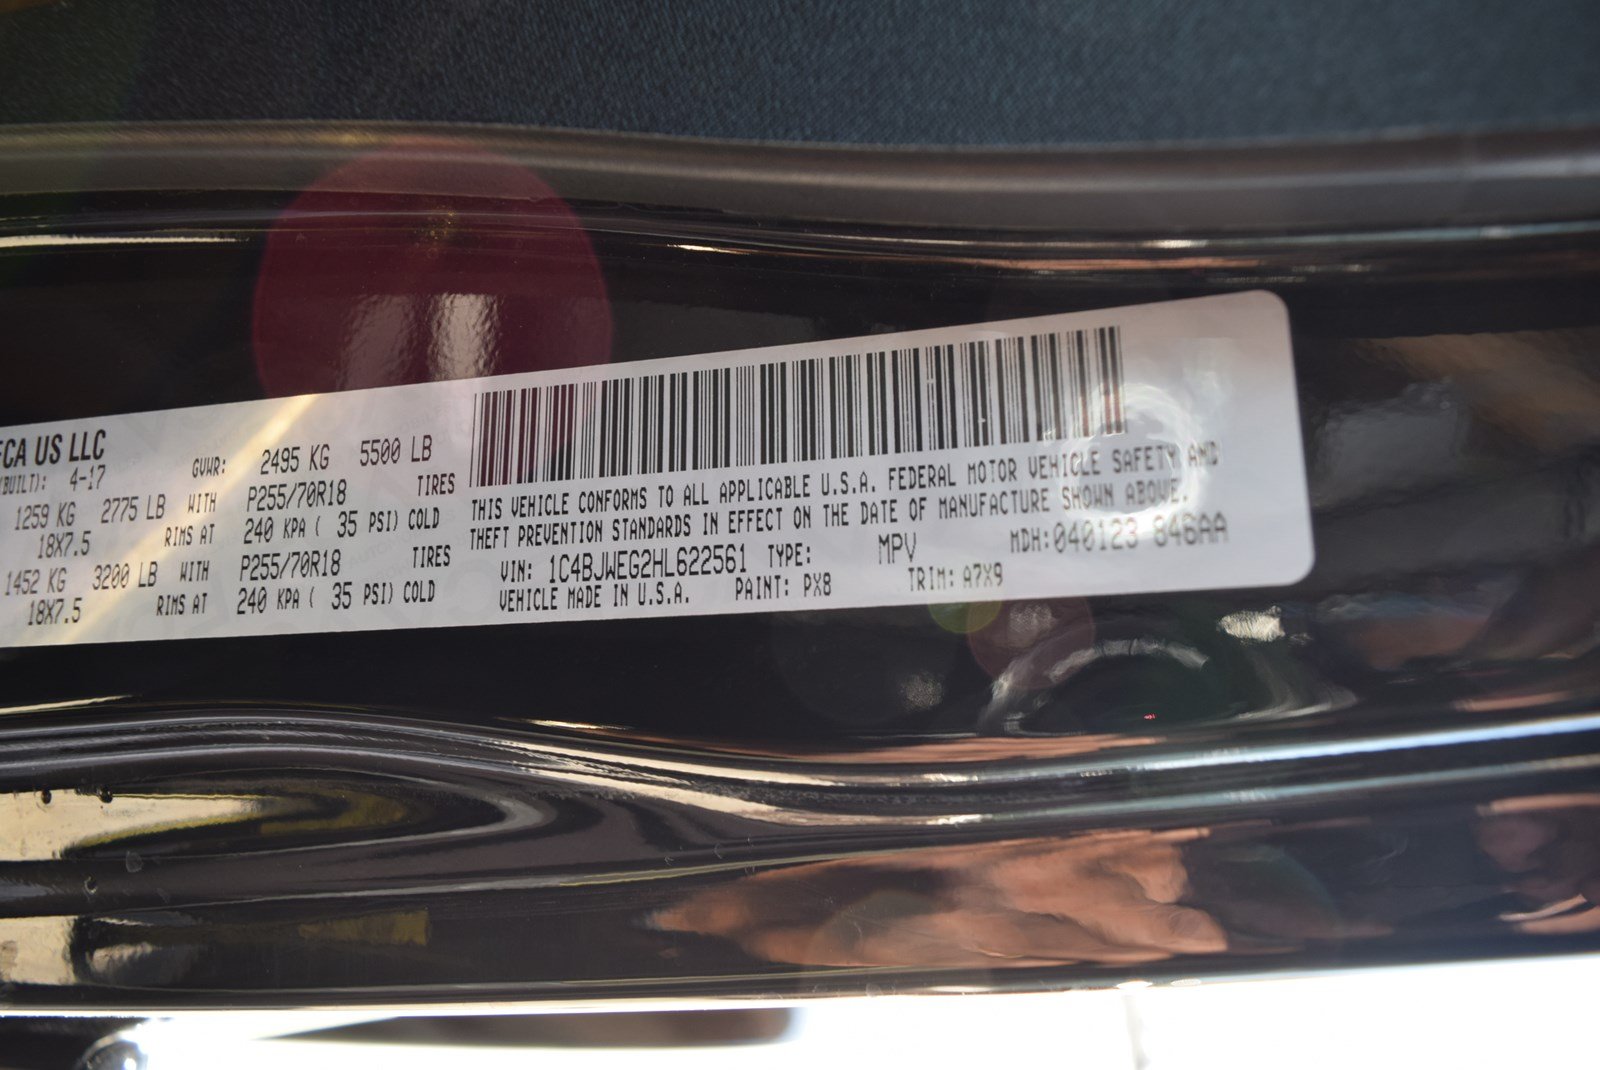 FCA US LLC
(BUILT): 4-17 GVWR: 2495 KG 5500 LB
1259 KG 2775 LB WITH P255/70R18 TIRES
18X7.5 RIMS AT 240 KPA ( 35 PSI) COLD
1452 KG 3200 LB WITH P255/70R18 TIRES
18X7.5 RIMS AT 240 KPA ( 35 PSI) COLD
THIS VEHICLE CONFORMS TO ALL APPLICABLE U.S.A. FEDERAL MOTOR VEHICLE SAFETY AND
THEFT PREVENTION STANDARDS IN EFFECT ON THE DATE OF MANUFACTURE SHOWN ABOVE.
VIN: 1C4BJWEG2HL622561 TYPE: MPV MDH:040123 846AA
VEHICLE MADE IN U.S.A. PAINT: PX8 TRIM: A7X9